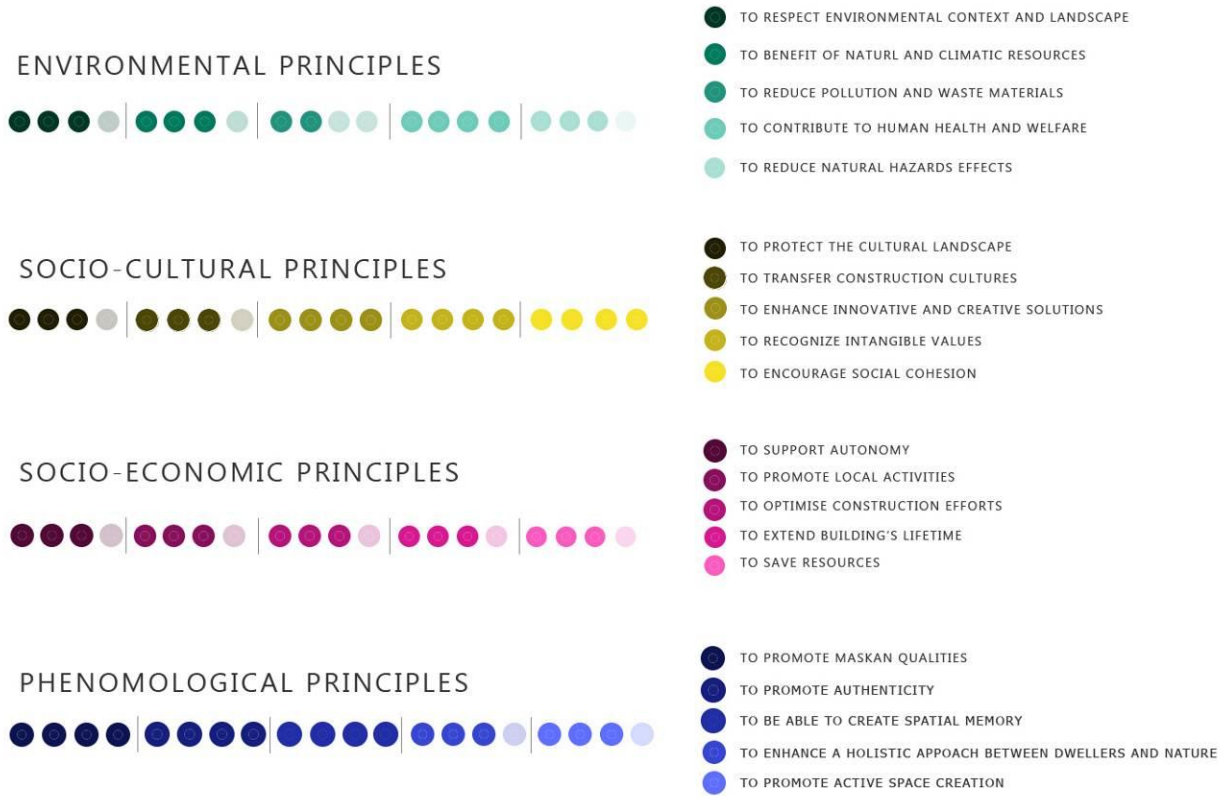 ENVIRONMENTAL PRINCIPLES
TO RESPECT ENVIRONMENTAL CONTEXT AND LANDSCAPE
TO BENEFIT OF NATURL AND CLIMATIC RESOURCES
TO REDUCE POLLUTION AND WASTE MATERIALS
TO CONTRIBUTE TO HUMAN HEALTH AND WELFARE
TO REDUCE NATURAL HAZARDS EFFECTS
SOCIO-CULTURAL PRINCIPLES
TO PROTECT THE CULTURAL LANDSCAPE
TO TRANSFER CONSTRUCTION CULTURES
TO ENHANCE INNOVATIVE AND CREATIVE SOLUTIONS
TO RECOGNIZE INTANGIBLE VALUES
TO ENCOURAGE SOCIAL COHESION
SOCIO-ECONOMIC PRINCIPLES
TO SUPPORT AUTONOMY
TO PROMOTE LOCAL ACTIVITIES
TO OPTIMISE CONSTRUCTION EFFORTS
TO EXTEND BUILDING'S LIFETIME
TO SAVE RESOURCES
PHENOMOLOGICAL PRINCIPLES
TO PROMOTE MASKAN QUALITIES
TO PROMOTE AUTHENTICITY
TO BE ABLE TO CREATE SPATIAL MEMORY
TO ENHANCE A HOLISTIC APPOACH BETWEEN DWELLERS AND NATURE
TO PROMOTE ACTIVE SPACE CREATION